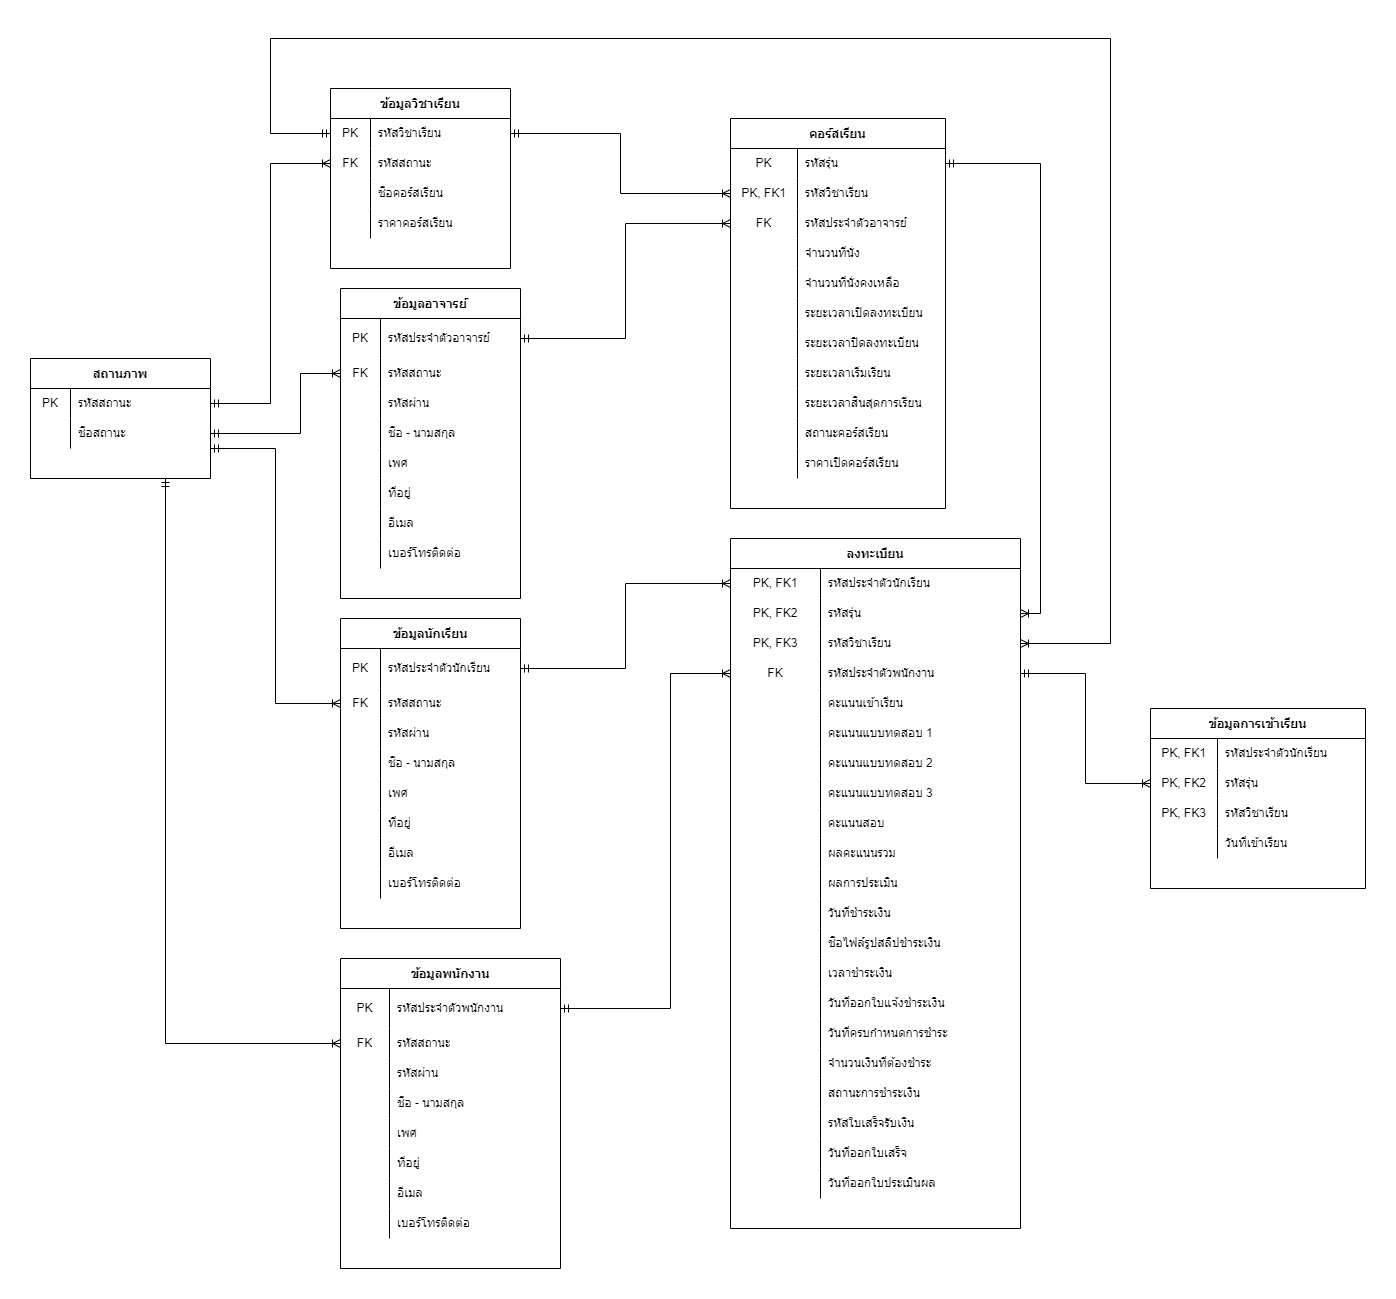 ข้อมูลวิชาเรียน
PK รหัสวิชาเรียน
FK รหัสสถานะ
ชื่อคอร์สเรียน
ราคาคอร์สเรียน
คอร์สเรียน
PK รหัสรุ่น
PK, FK1 รหัสวิชาเรียน
FK รหัสประจำตัวอาจารย์
จำนวนที่นั่ง
จำนวนที่นั่งคงเหลือ
ระยะเวลาเปิดลงทะเบียน
ระยะเวลาปิดลงทะเบียน
ระยะเวลาเริ่มเรียน
ระยะเวลาสิ้นสุดการเรียน
สถานะคอร์สเรียน
ราคาเปิดคอร์สเรียน
ข้อมูลอาจารย์
PK รหัสประจำตัวอาจารย์
FK รหัสสถานะ
รหัสผ่าน
ชื่อ - นามสกุล
เพศ
ที่อยู่
อีเมล
เบอร์โทรติดต่อ
สถานภาพ
PK รหัสสถานะ
ชื่อสถานะ
ข้อมูลนักเรียน
PK รหัสประจำตัวนักเรียน
FK รหัสสถานะ
รหัสผ่าน
ชื่อ - นามสกุล
เพศ
ที่อยู่
อีเมล
เบอร์โทรติดต่อ
ลงทะเบียน
PK, FK1 รหัสประจำตัวนักเรียน
PK, FK2 รหัสรุ่น
PK, FK3 รหัสวิชาเรียน
FK รหัสประจำตัวพนักงาน
คะแนนเข้าเรียน
คะแนนแบบทดสอบ 1
คะแนนแบบทดสอบ 2
คะแนนแบบทดสอบ 3
คะแนนสอบ
ผลคะแนนรวม
ผลการประเมิน
วันที่ชำระเงิน
ชื่อไฟล์รูปสลิปชำระเงิน
เวลาชำระเงิน
วันที่ออกใบแจ้งชำระเงิน
วันที่ครบกำหนดการชำระ
จำนวนเงินที่ต้องชำระ
สถานะการชำระเงิน
รหัสใบเสร็จรับเงิน
วันที่ออกใบเสร็จ
วันที่ออกใบประเมินผล
ข้อมูลการเข้าเรียน
PK, FK1 รหัสประจำตัวนักเรียน
PK, FK2 รหัสรุ่น
PK, FK3 รหัสวิชาเรียน
วันที่เข้าเรียน
ข้อมูลพนักงาน
PK รหัสประจำตัวพนักงาน
FK รหัสสถานะ
รหัสผ่าน
ชื่อ - นามสกุล
เพศ
ที่อยู่
อีเมล
เบอร์โทรติดต่อ